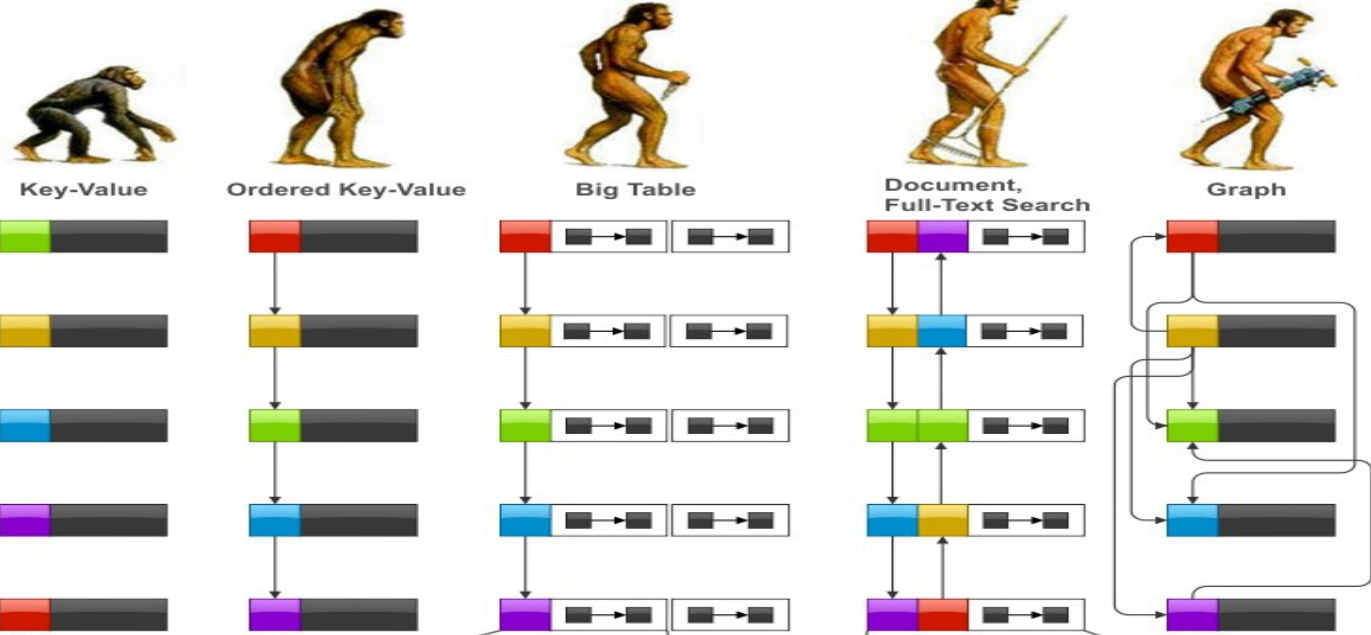 Key-Value
Ordered Key-Value
Big Table
Document,
Full-Text Search
Graph